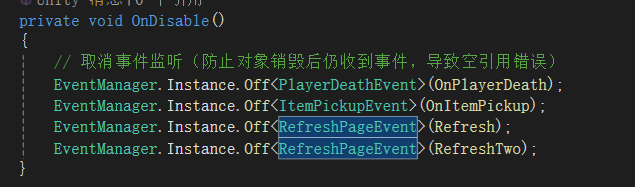 private void OnDisable()
{
// 取消事件监听（防止对象销毁后仍收到事件，导致空引用错误）
EventManager.Instance.Off<PlayerDeathEvent>(OnPlayerDeath);
EventManager.Instance.Off<ItemPickupEvent>(OnItemPickup);
EventManager.Instance.Off<RefreshPageEvent>(Refresh);
EventManager.Instance.Off<RefreshPageEvent>(RefreshTwo);
}